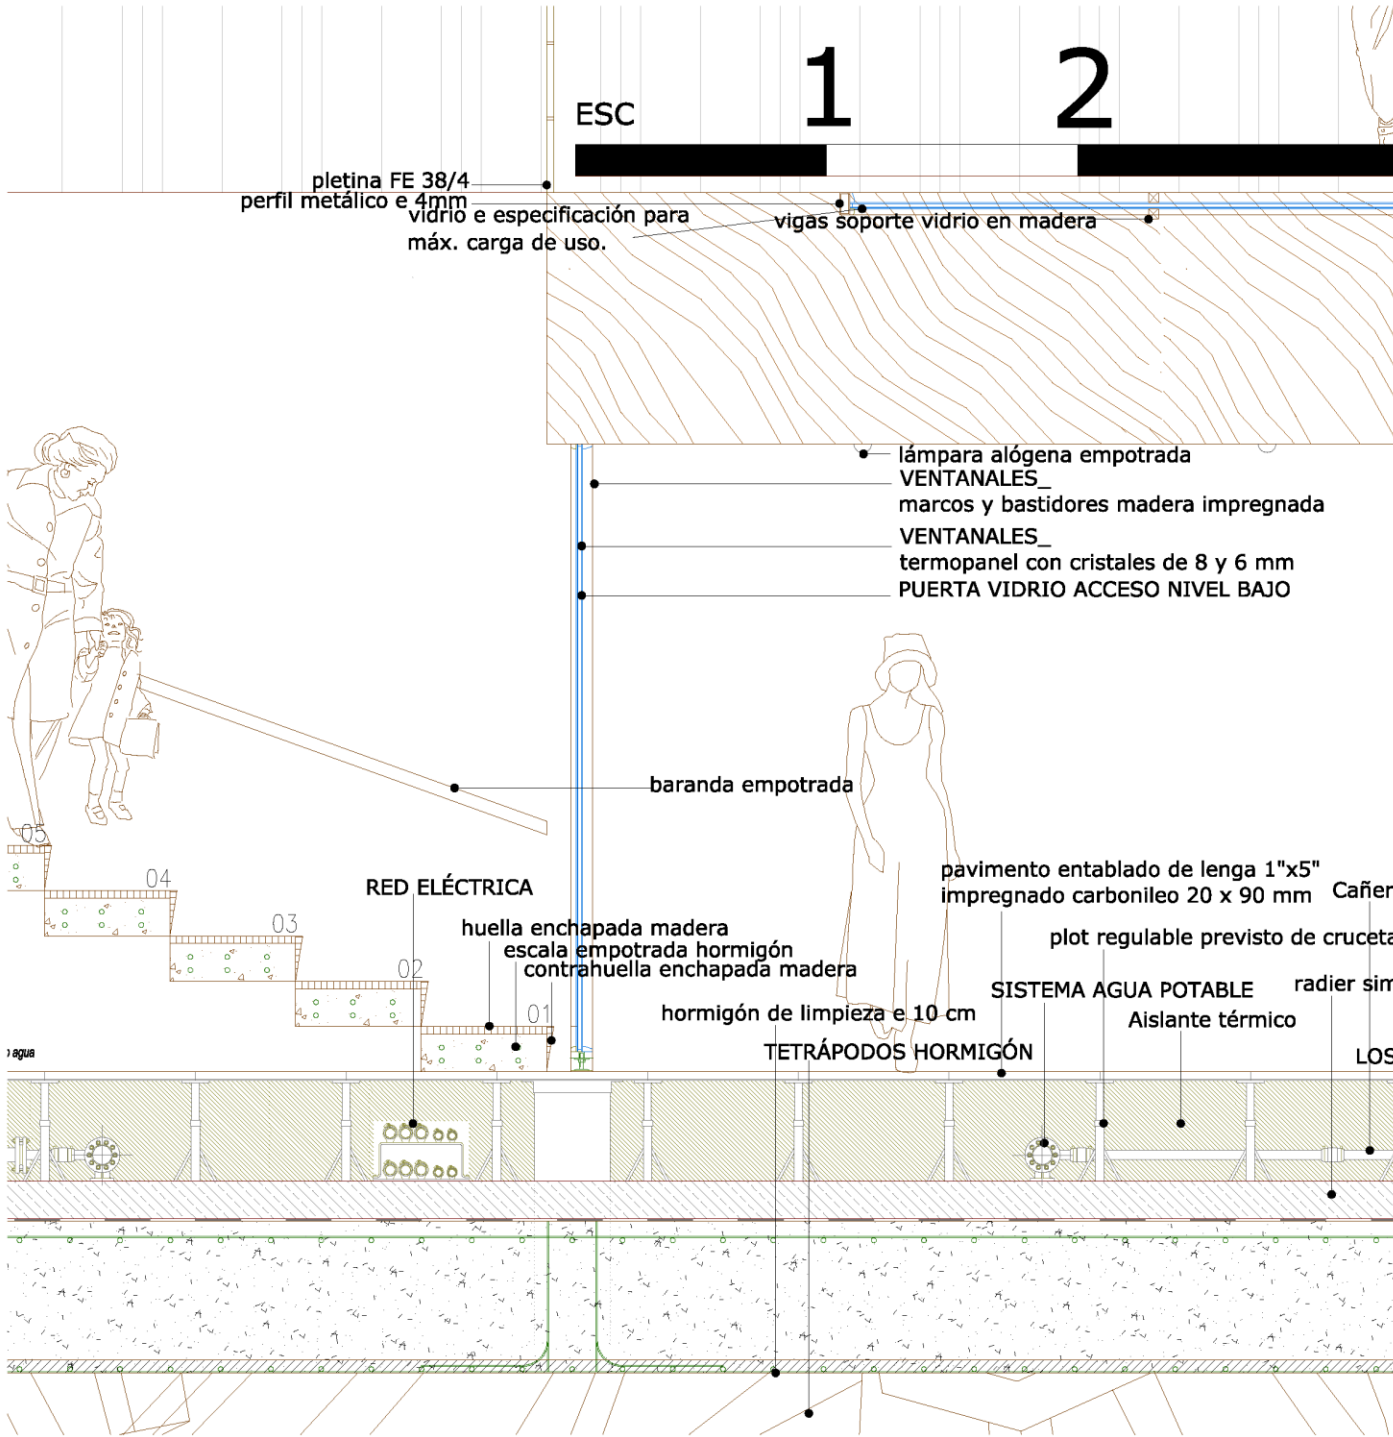 1
2
ESC
pletina FE 38/4
perfil metálico e 4mm
vidrio e especificación para
máx. carga de uso.
vigas soporte vidrio en madera
lámpara alógena empotrada
VENTANALES_
marcos y bastidores madera impregnada
VENTANALES_
termopanel con cristales de 8 y 6 mm
PUERTA VIDRIO ACCESO NIVEL BAJO
baranda empotrada
05
04
03
02
01
RED ELÉCTRICA
huella enchapada madera
escala empotrada hormigón
contrahuella enchapada madera
pavimento entablado de lenga 1"x5"
impregnado carbonileo 20 x 90 mm
Cañer
plot regulable previsto de cruceta
SISTEMA AGUA POTABLE
radier sim
hormigón de limpieza e 10 cm
Aislante térmico
TETRÁPODOS HORMIGÓN
LOS
o agua